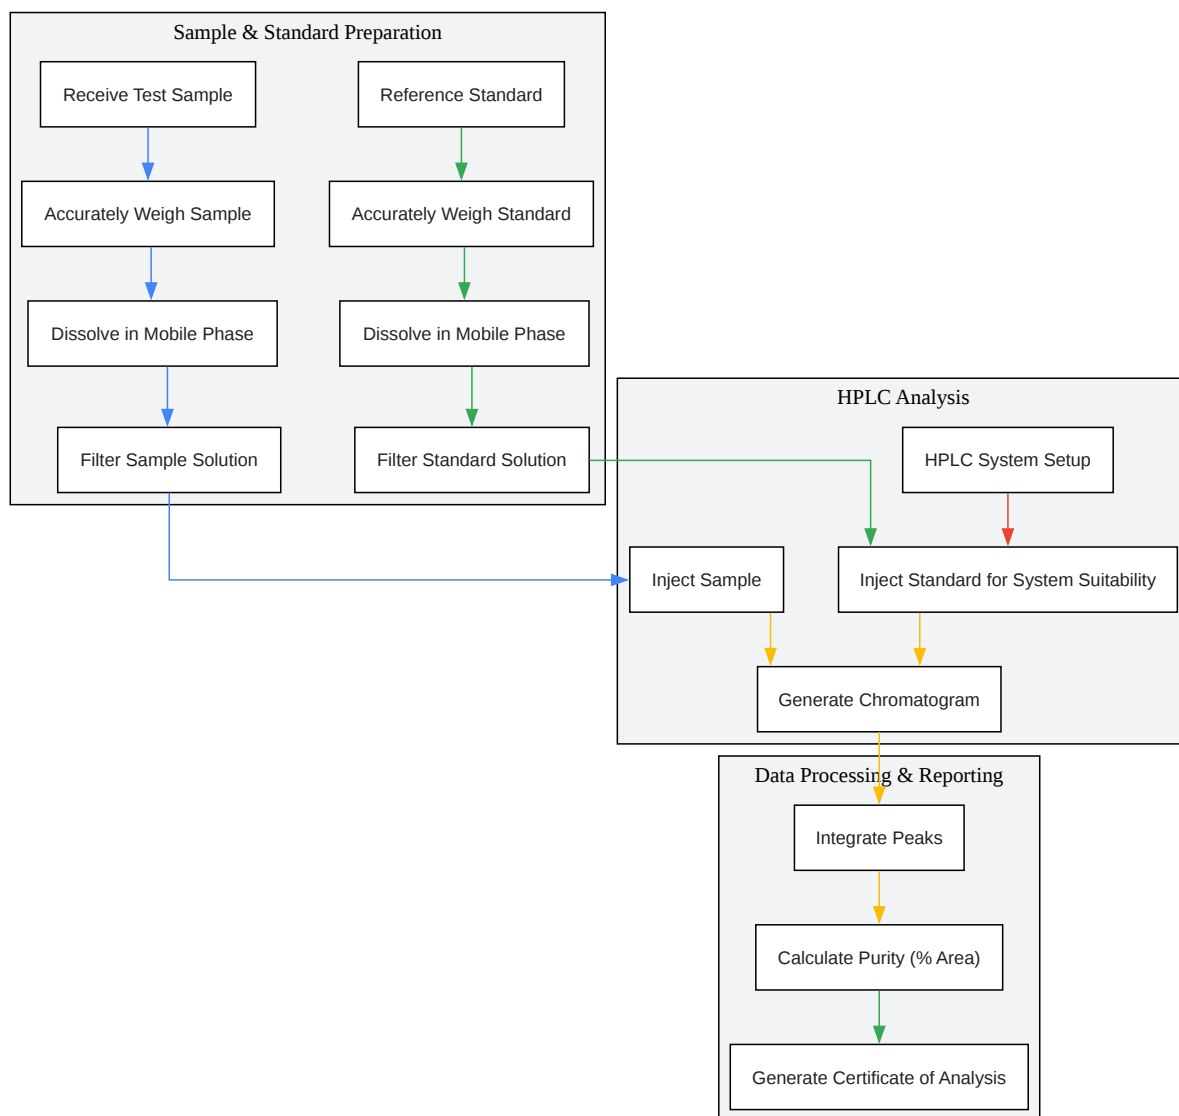 Sample & Standard Preparation
Receive Test Sample
Reference Standard
Accurately Weigh Sample
Accurately Weigh Standard
Dissolve in Mobile Phase
Dissolve in Mobile Phase
Filter Sample Solution
Filter Standard Solution
HPLC Analysis
HPLC System Setup
Inject Sample
Inject Standard for System Suitability
Generate Chromatogram
Data Processing & Reporting
Integrate Peaks
Calculate Purity (% Area)
Generate Certificate of Analysis